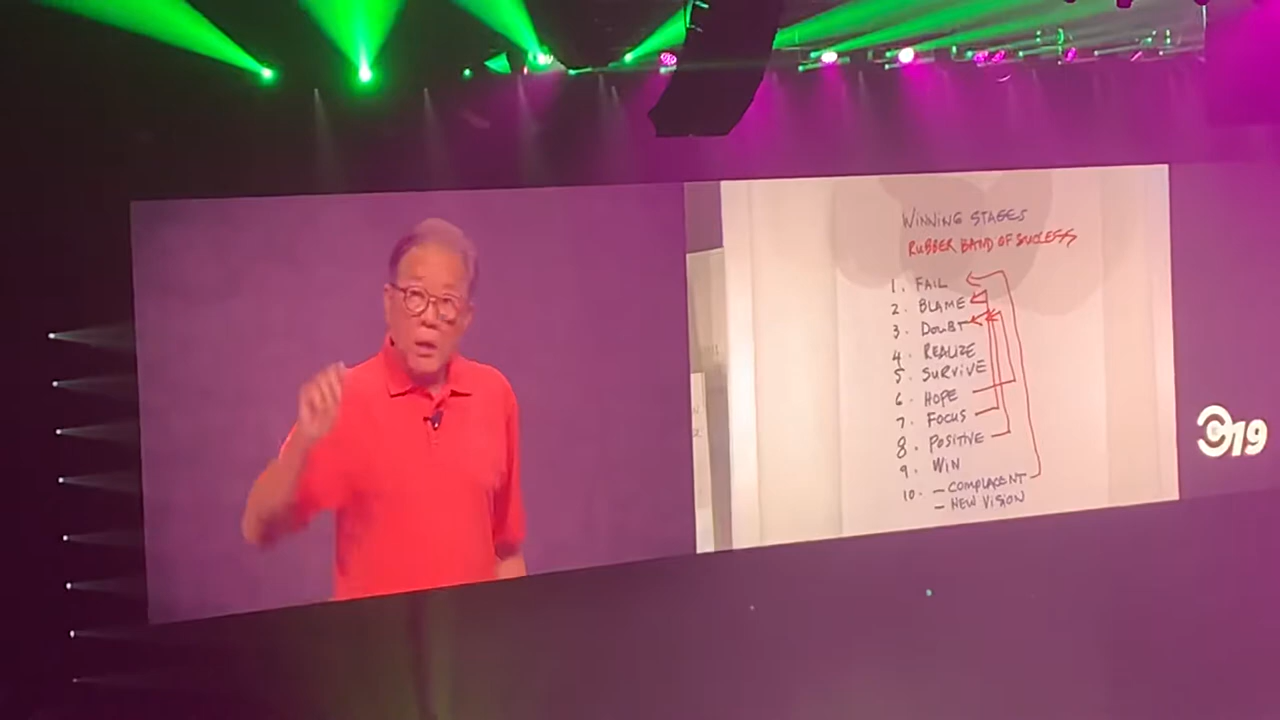 WINNING STAGES
RUBBER BAND OF SUCCESS
1. FAIL
2. BLAME
3. DOUBT
4. REALIZE
5. SURVIVE
6. HOPE
7. FOCUS
8. POSITIVE
9. WIN
10. — COMPLACENT
— NEW VISION
19